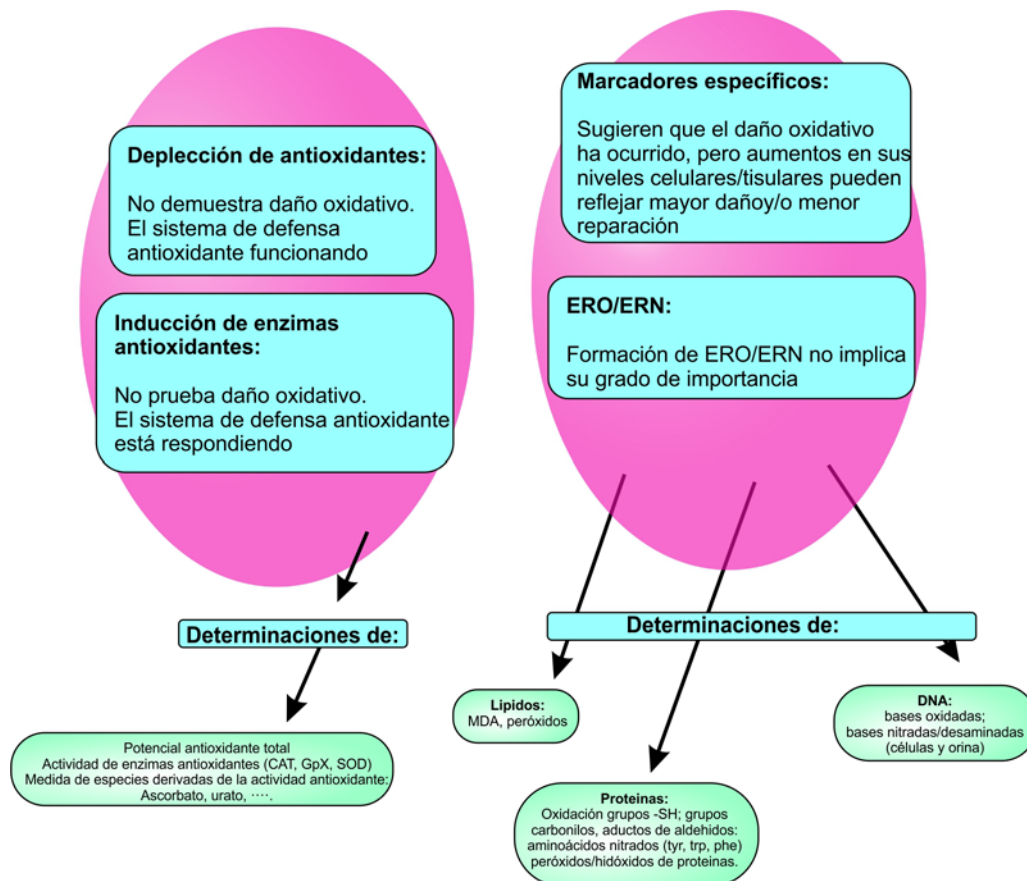 Deplección de antioxidantes:
No demuestra daño oxidativo.
El sistema de defensa
antioxidante funcionando
Inducción de enzimas
antioxidantes:
No prueba daño oxidativo.
El sistema de defensa antioxidante
está respondiendo
Determinaciones de:
Potencial antioxidante total
Actividad de enzimas antioxidantes (CAT, GpX, SOD)
Medida de especies derivadas de la actividad antioxidante:
Ascorbato, urato, ····.
Marcadores específicos:
Sugieren que el daño oxidativo
ha ocurrido, pero aumentos en sus
niveles celulares/tisulares pueden
reflejar mayor dañoy/o menor
reparación
ERO/ERN:
Formación de ERO/ERN no implica
su grado de importancia
Determinaciones de:
Lípidos:
MDA, peróxidos
Proteinas:
Oxidación grupos -SH; grupos
carbonilos, aductos de aldehidos:
aminoácidos nitrados (tyr, trp, phe)
peróxidos/hidóxidos de proteinas.
DNA:
bases oxidadas;
bases nitradas/desaminadas
(células y orina)